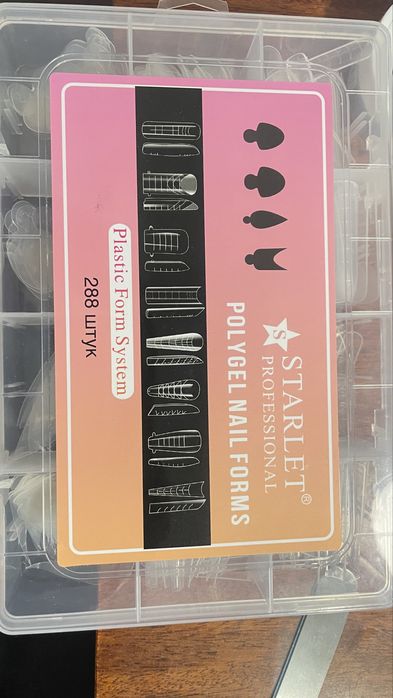 S
STARLET®
PROFESSIONAL
POLYGEL NAIL FORMS
Plastic Form System
288 штук